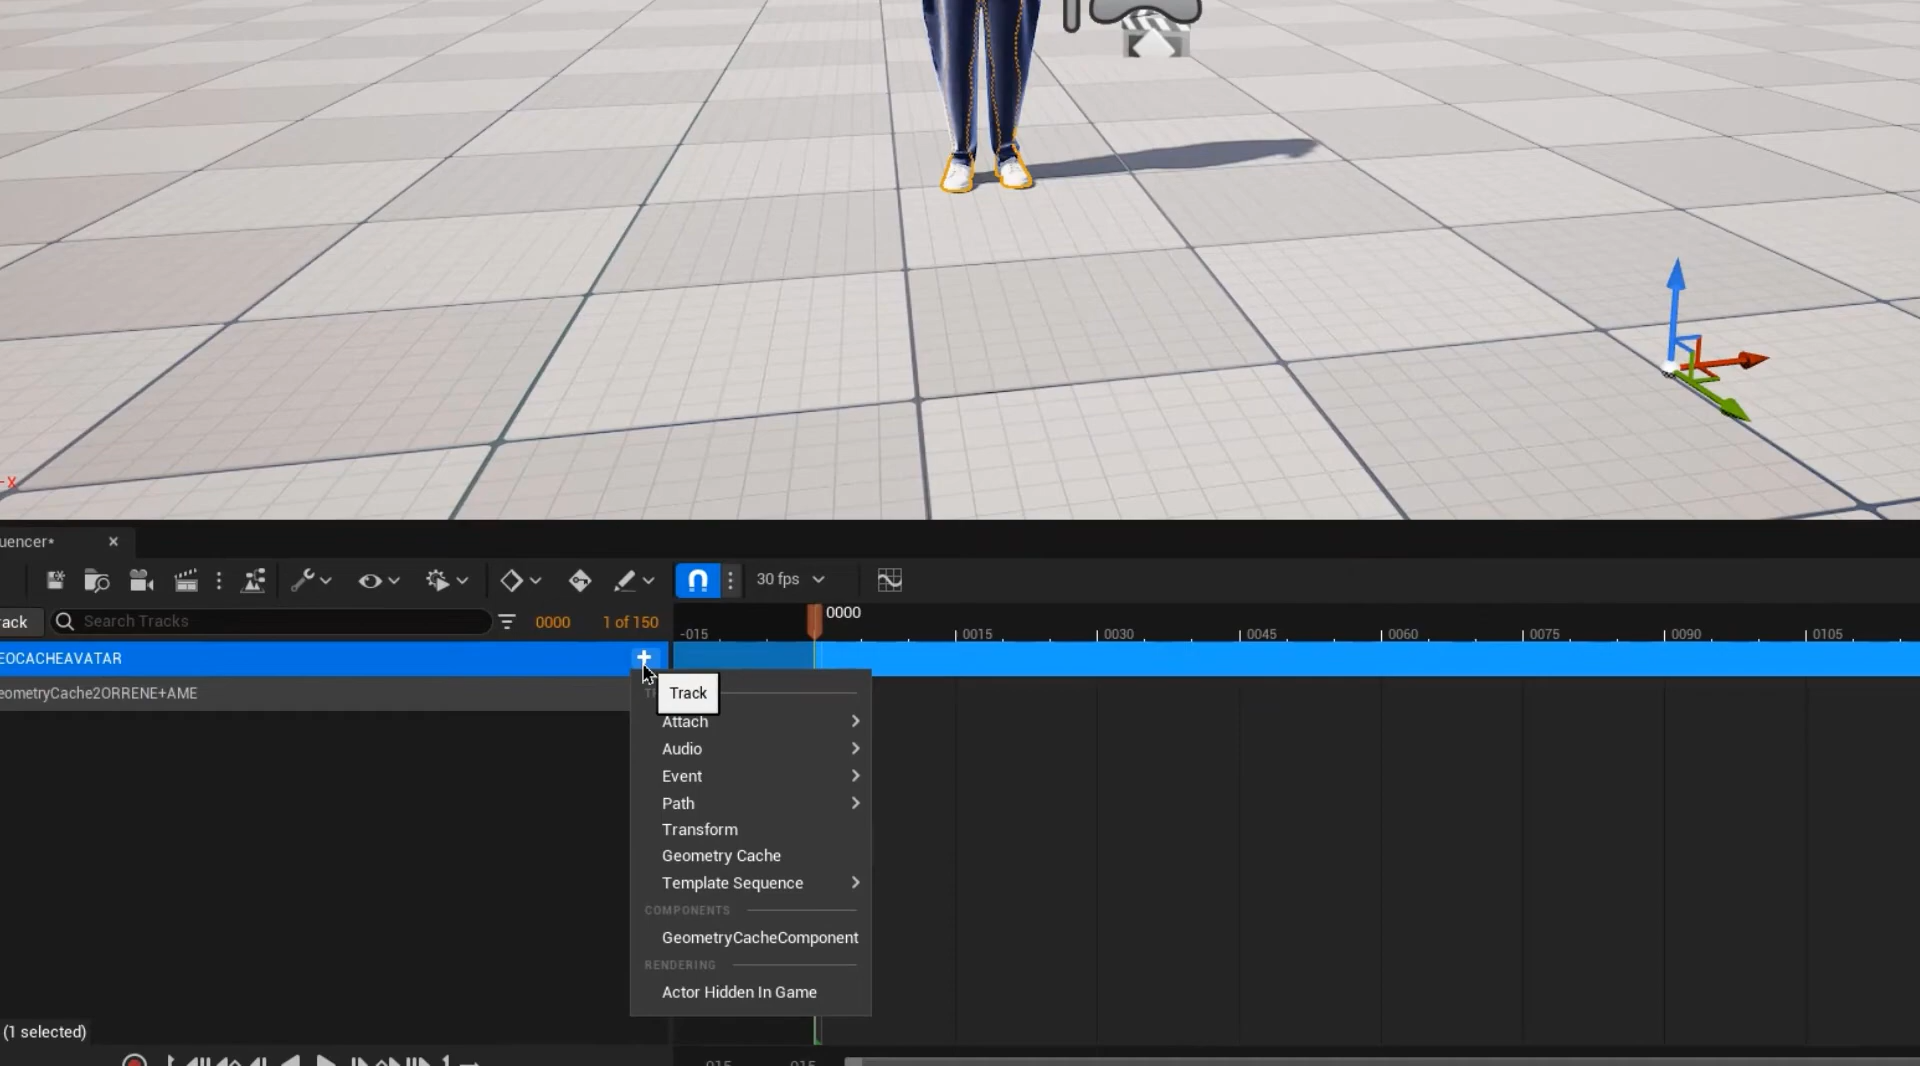 -X
uencer*
30 fps
rack
Search Tracks
0000
1 of 150
0000
-015
0015
0030
0045
0060
0075
0090
0105
EOCACHEAVATAR
eometryCache2ORRENE+AME
Track
Attach
Audio
Event
Path
Transform
Geometry Cache
Template Sequence
COMPONENTS
GeometryCacheComponent
RENDERING
Actor Hidden In Game
(1 selected)